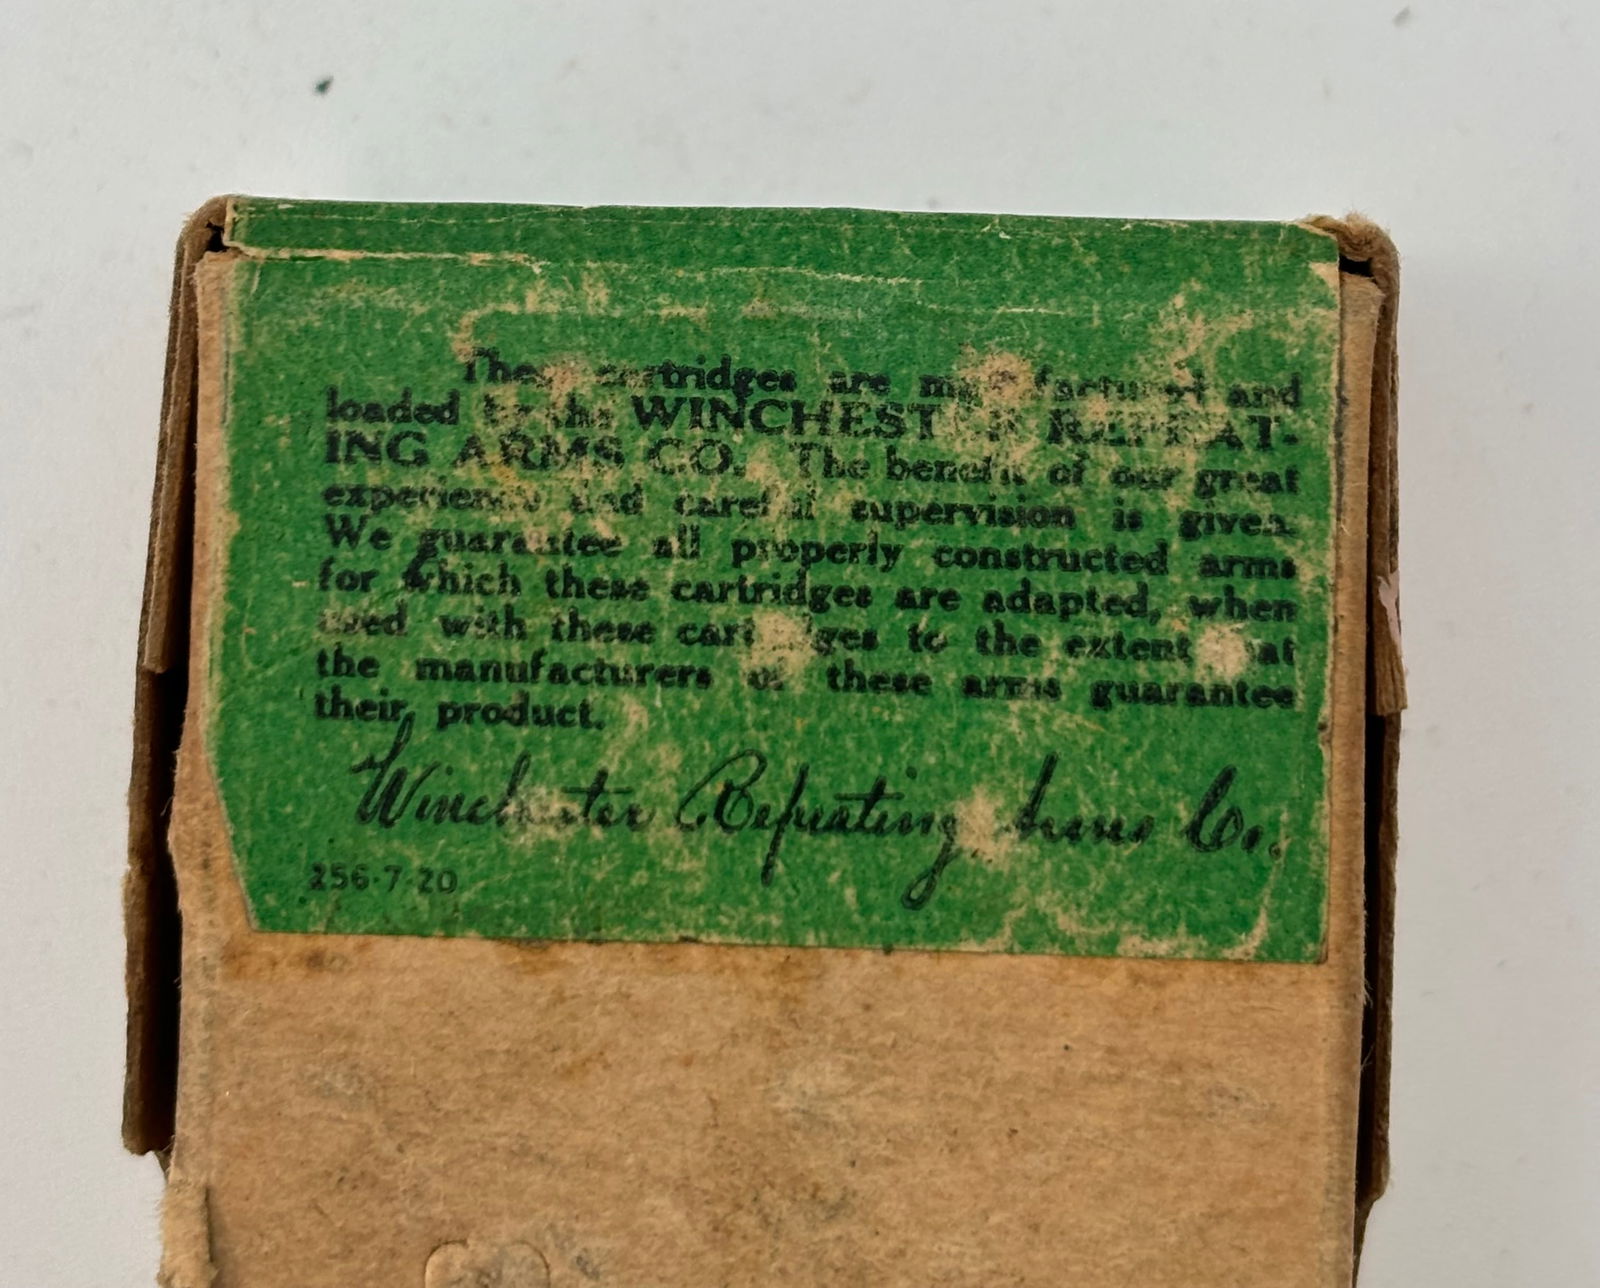 These cartridges are manufactured and
loaded by the WINCHESTER REPEAT-
ING ARMS CO. The benefit of our great
experience and careful supervision is given.
We guarantee all properly constructed arms
for which these cartridges are adapted, when
used with these cartridges to the extent that
the manufacturers of these arms guarantee
their product.
Winchester Repeating Arms Co.
256-7-20